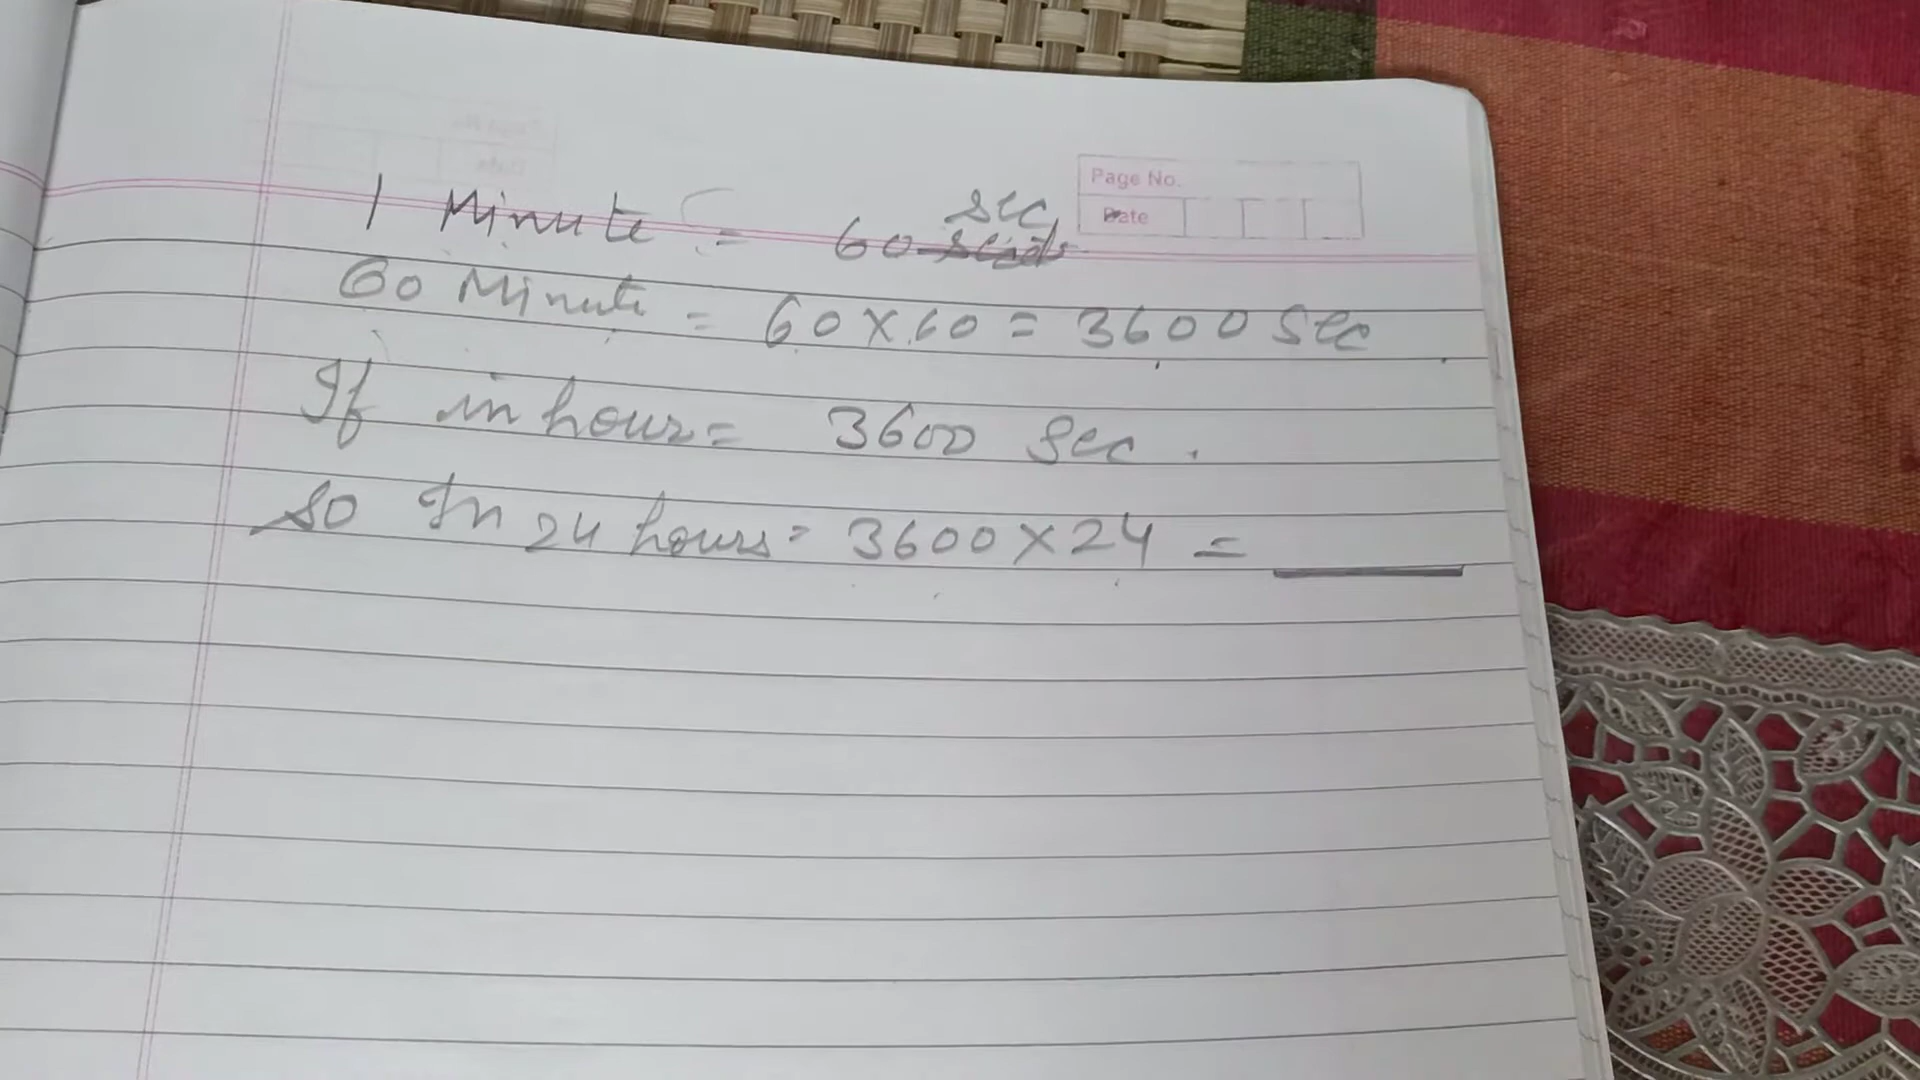 Page No.
Date
1 Minute = 60 sec
60 Minute = 60 X 60 = 3600 Sec
If in hour = 3600 Sec.
So In 24 hours = 3600 X 24 = ______